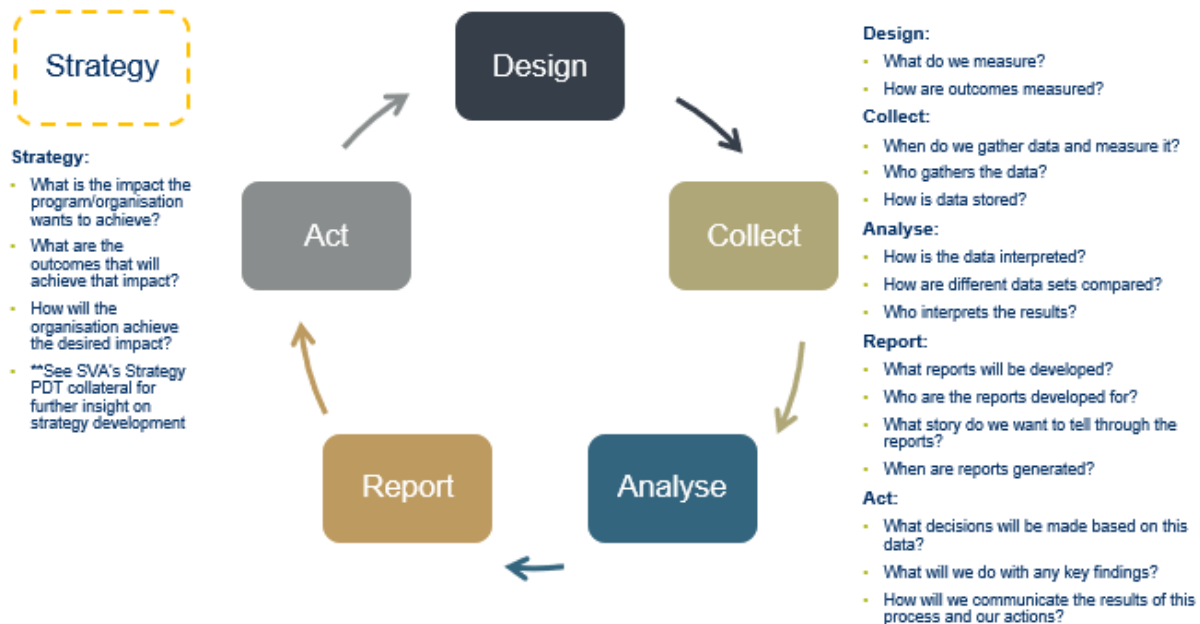 Strategy
Strategy:
What is the impact the
program/organisation
wants to achieve?
What are the
outcomes that will
achieve that impact?
How will the
organisation achieve
the desired impact?
**See SVA's Strategy
PDT collateral for
further insight on
strategy development
Design
Collect
Analyse
Report
Act
Design:
What do we measure?
How are outcomes measured?
Collect:
When do we gather data and measure it?
Who gathers the data?
How is data stored?
Analyse:
How is the data interpreted?
How are different data sets compared?
Who interprets the results?
Report:
What reports will be developed?
Who are the reports developed for?
What story do we want to tell through the
reports?
When are reports generated?
Act:
What decisions will be made based on this
data?
What will we do with any key findings?
How will we communicate the results of this
process and our actions?